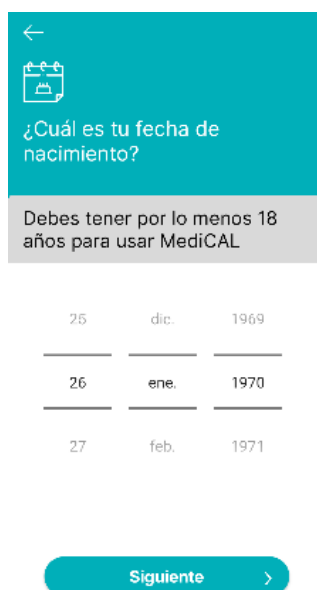 ¿Cuál es tu fecha de
nacimiento?
Debes tener por lo menos 18
años para usar MediCAL
25 dic. 1969
26 ene. 1970
27 feb. 1971
Siguiente